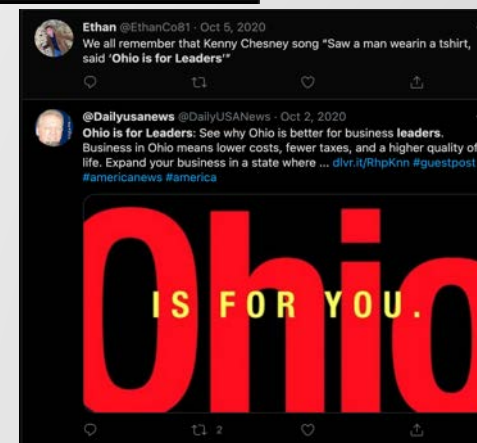 Ethan @EthanCo81 · Oct 5, 2020
We all remember that Kenny Chesney song "Saw a man wearin a tshirt,
said 'Ohio is for Leaders'"
@Dailyusanews @DailyUSANews · Oct 2, 2020
Ohio is for Leaders: See why Ohio is better for business leaders.
Business in Ohio means lower costs, fewer taxes, and a higher quality of
life. Expand your business in a state where ... dlvr.it/RhpKnn #guestpost
#americanews #america
Ohio
IS FOR YOU.
2